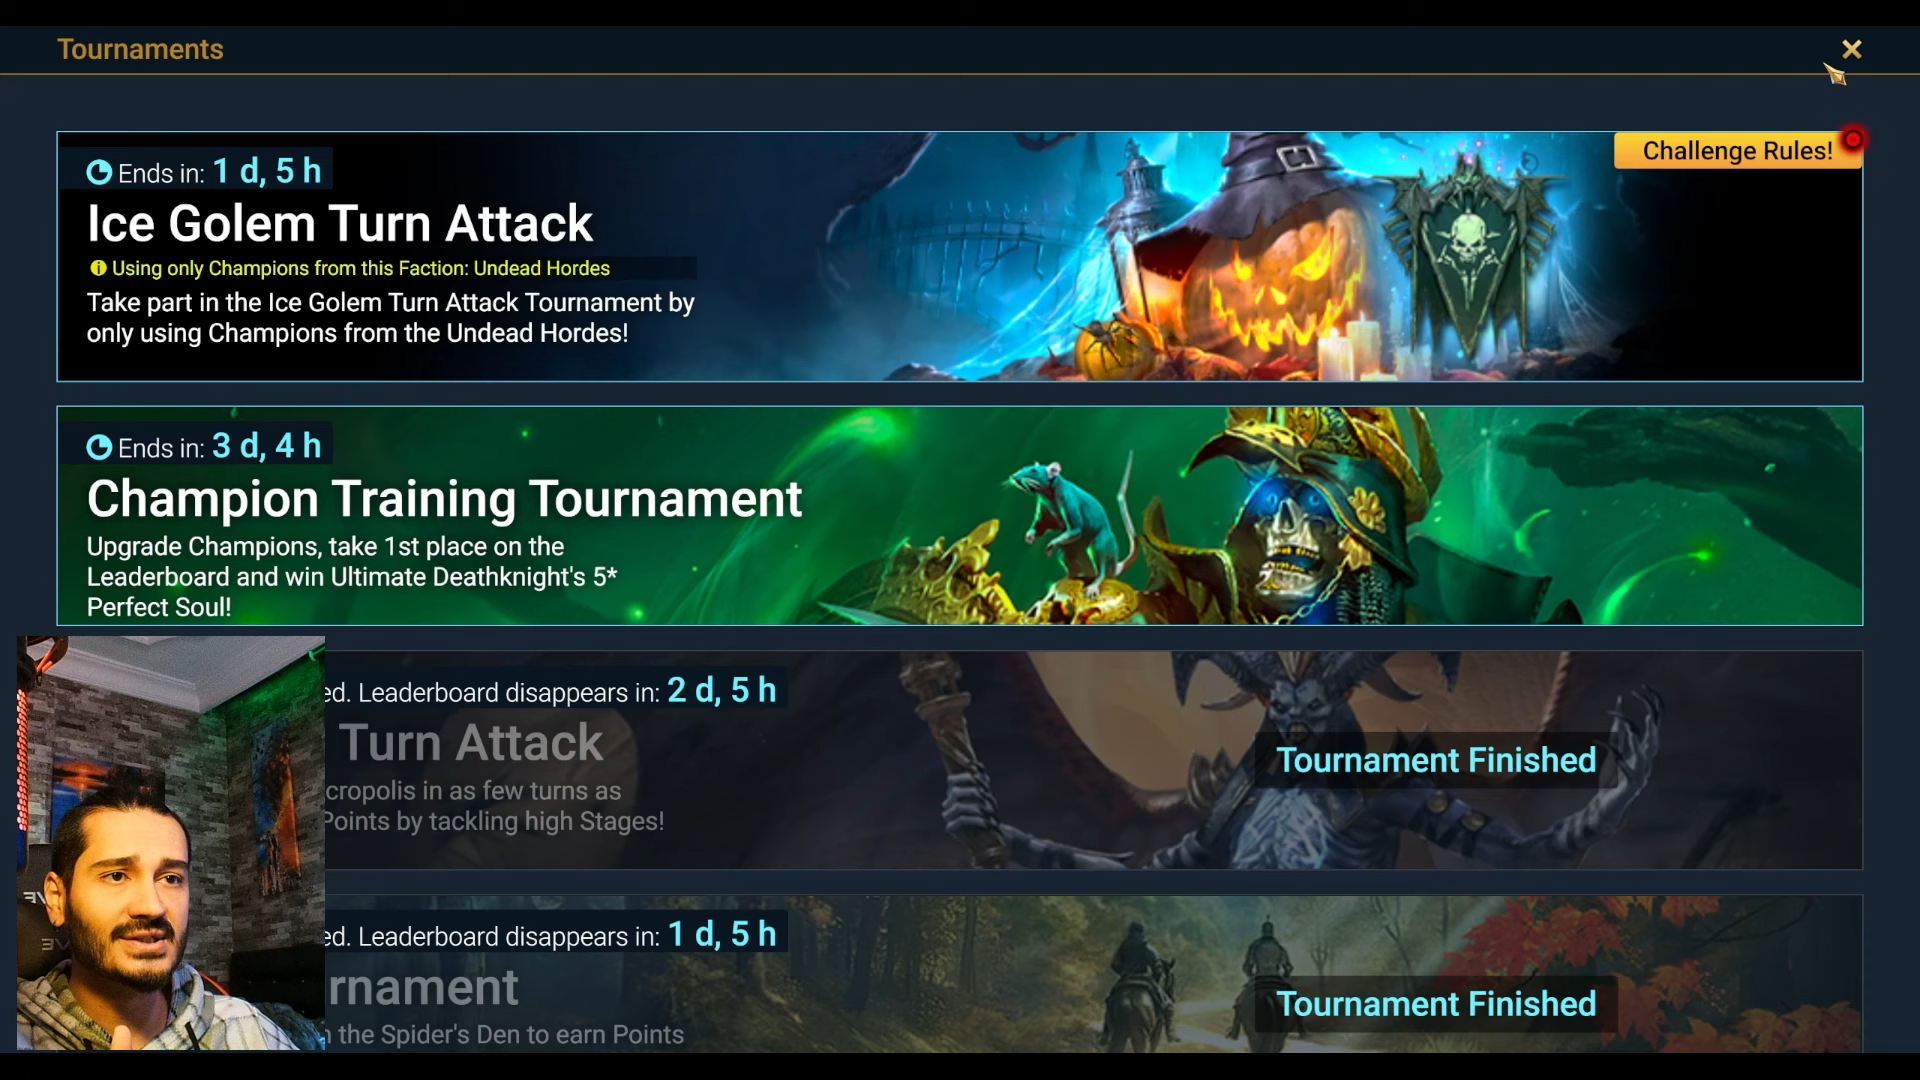 Tournaments
Challenge Rules!
Ends in: 1 d, 5 h
Ice Golem Turn Attack
Using only Champions from this Faction: Undead Hordes
Take part in the Ice Golem Turn Attack Tournament by
only using Champions from the Undead Hordes!
Ends in: 3 d, 4 h
Champion Training Tournament
Upgrade Champions, take 1st place on the
Leaderboard and win Ultimate Deathknight's 5*
Perfect Soul!
ed. Leaderboard disappears in: 2 d, 5 h
Turn Attack
Tournament Finished
cropolis in as few turns as
Points by tackling high Stages!
ed. Leaderboard disappears in: 1 d, 5 h
rnament
Tournament Finished
the Spider's Den to earn Points